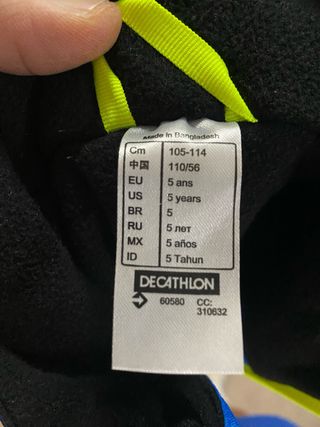 Made in Bangladesh
Cm 105-114
中国 110/56
EU 5 ans
US 5 years
BR 5
RU 5 лет
MX 5 años
ID 5 Tahun
DECATHLON
60580 CC:
310632